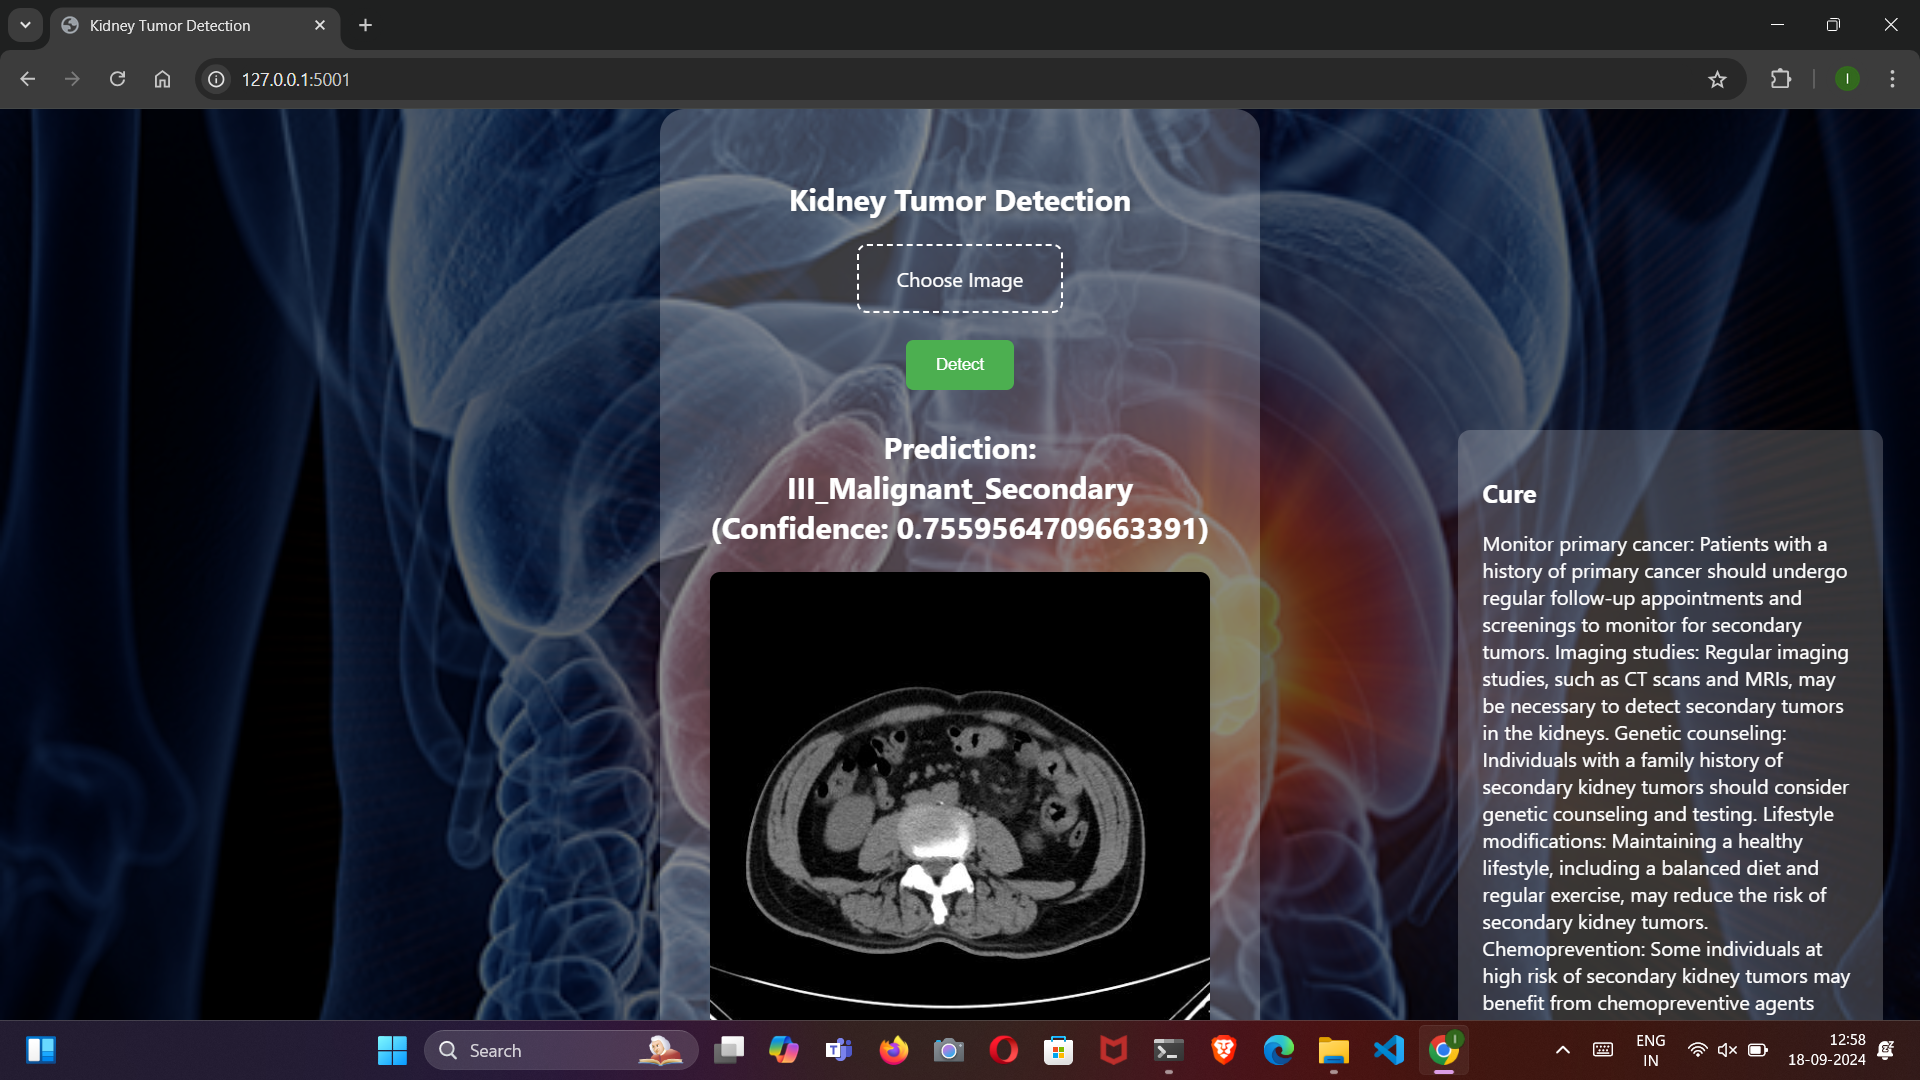 Kidney Tumor Detection
127.0.0.1:5001
I
Kidney Tumor Detection
Choose Image
Detect
Prediction:
III_Malignant_Secondary
(Confidence: 0.7559564709663391)
Cure
Monitor primary cancer: Patients with a
history of primary cancer should undergo
regular follow-up appointments and
screenings to monitor for secondary
tumors. Imaging studies: Regular imaging
studies, such as CT scans and MRIs, may
be necessary to detect secondary tumors
in the kidneys. Genetic counseling:
Individuals with a family history of
secondary kidney tumors should consider
genetic counseling and testing. Lifestyle
modifications: Maintaining a healthy
lifestyle, including a balanced diet and
regular exercise, may reduce the risk of
secondary kidney tumors.
Chemoprevention: Some individuals at
high risk of secondary kidney tumors may
benefit from chemopreventive agents
Search
I
ENG
IN
12:58
18-09-2024